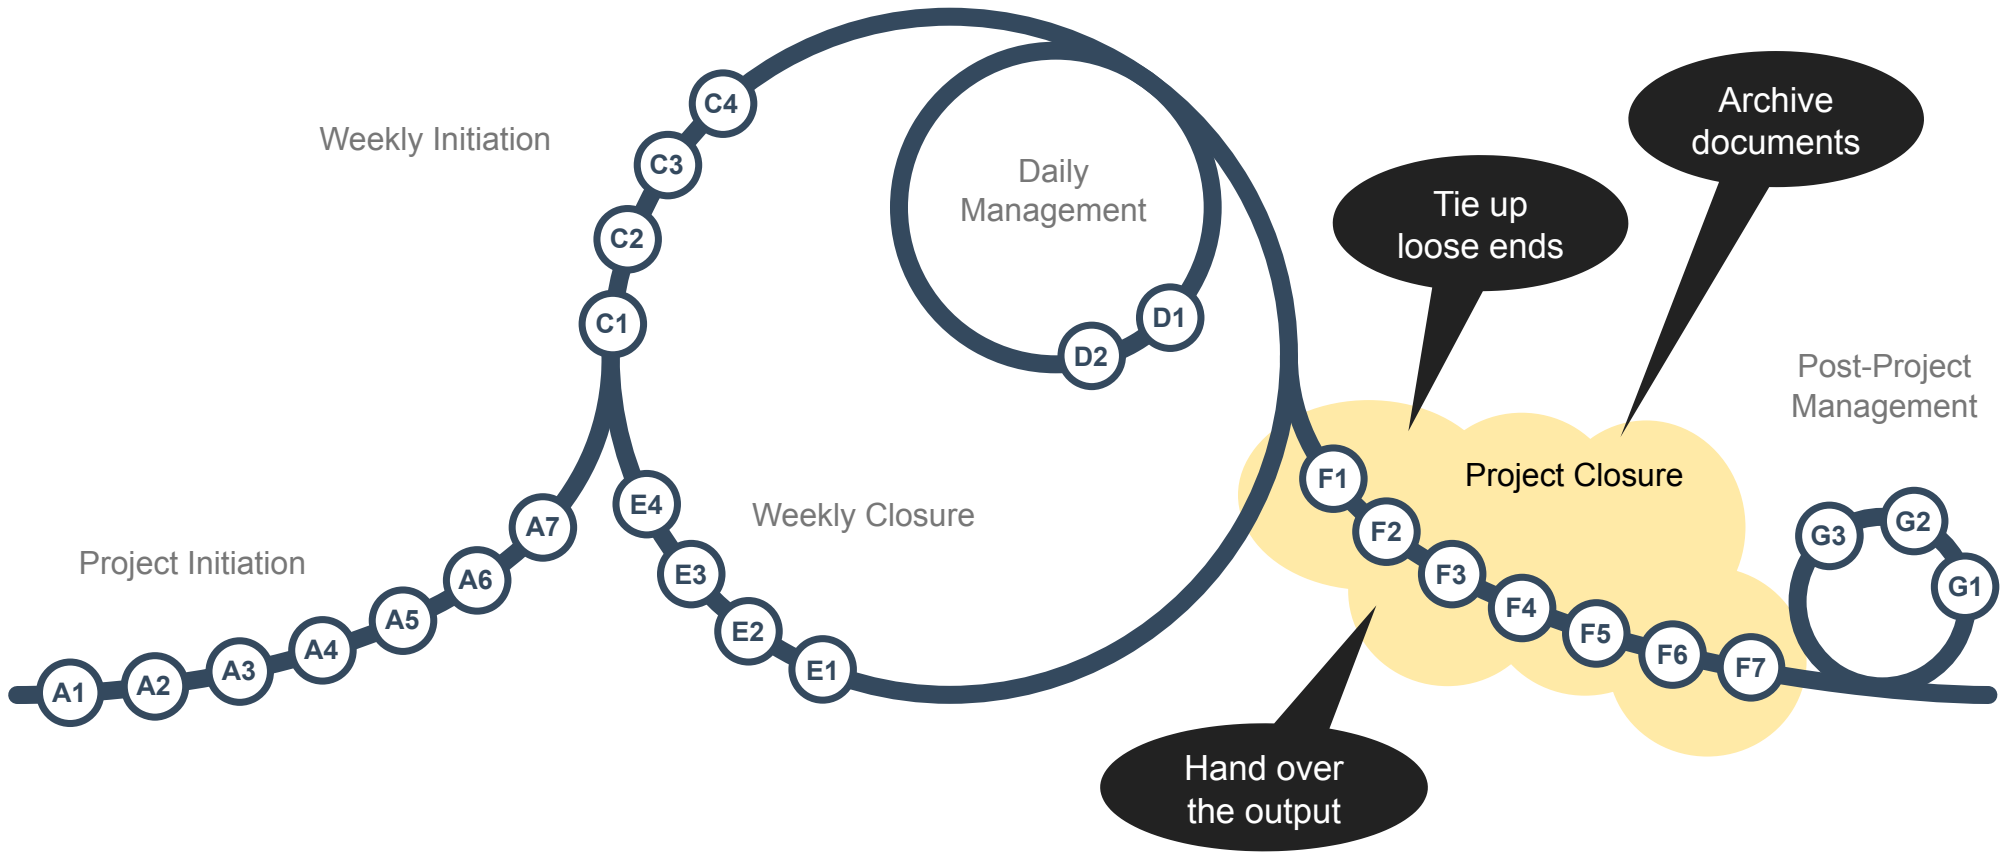 Archive
documents
Tie up
loose ends
Weekly Initiation
Daily
Management
C4
C3
C2
C1
D1
D2
Post-Project
Management
Project Closure
Weekly Closure
Project Initiation
A1
A2
A3
A4
A5
A6
A7
E4
E3
E2
E1
F1
F2
F3
F4
F5
F6
F7
G3
G2
G1
Hand over
the output